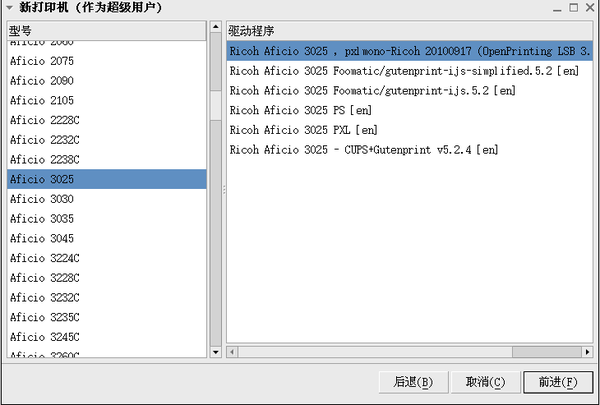 新打印机（作为超级用户）
型号
Aficio 2060
Aficio 2075
Aficio 2090
Aficio 2105
Aficio 2228C
Aficio 2232C
Aficio 2238C
Aficio 3025
Aficio 3030
Aficio 3035
Aficio 3045
Aficio 3224C
Aficio 3228C
Aficio 3232C
Aficio 3235C
Aficio 3245C
Aficio 3260C
驱动程序
Ricoh Aficio 3025 , pxlmono-Ricoh 20100917 (OpenPrinting LSB 3.
Ricoh Aficio 3025 Foomatic/gutenprint-ijs-simplified.5.2 [en]
Ricoh Aficio 3025 Foomatic/gutenprint-ijs.5.2 [en]
Ricoh Aficio 3025 PS [en]
Ricoh Aficio 3025 PXL [en]
Ricoh Aficio 3025 - CUPS+Gutenprint v5.2.4 [en]
后退(B)
取消(C)
前进(F)